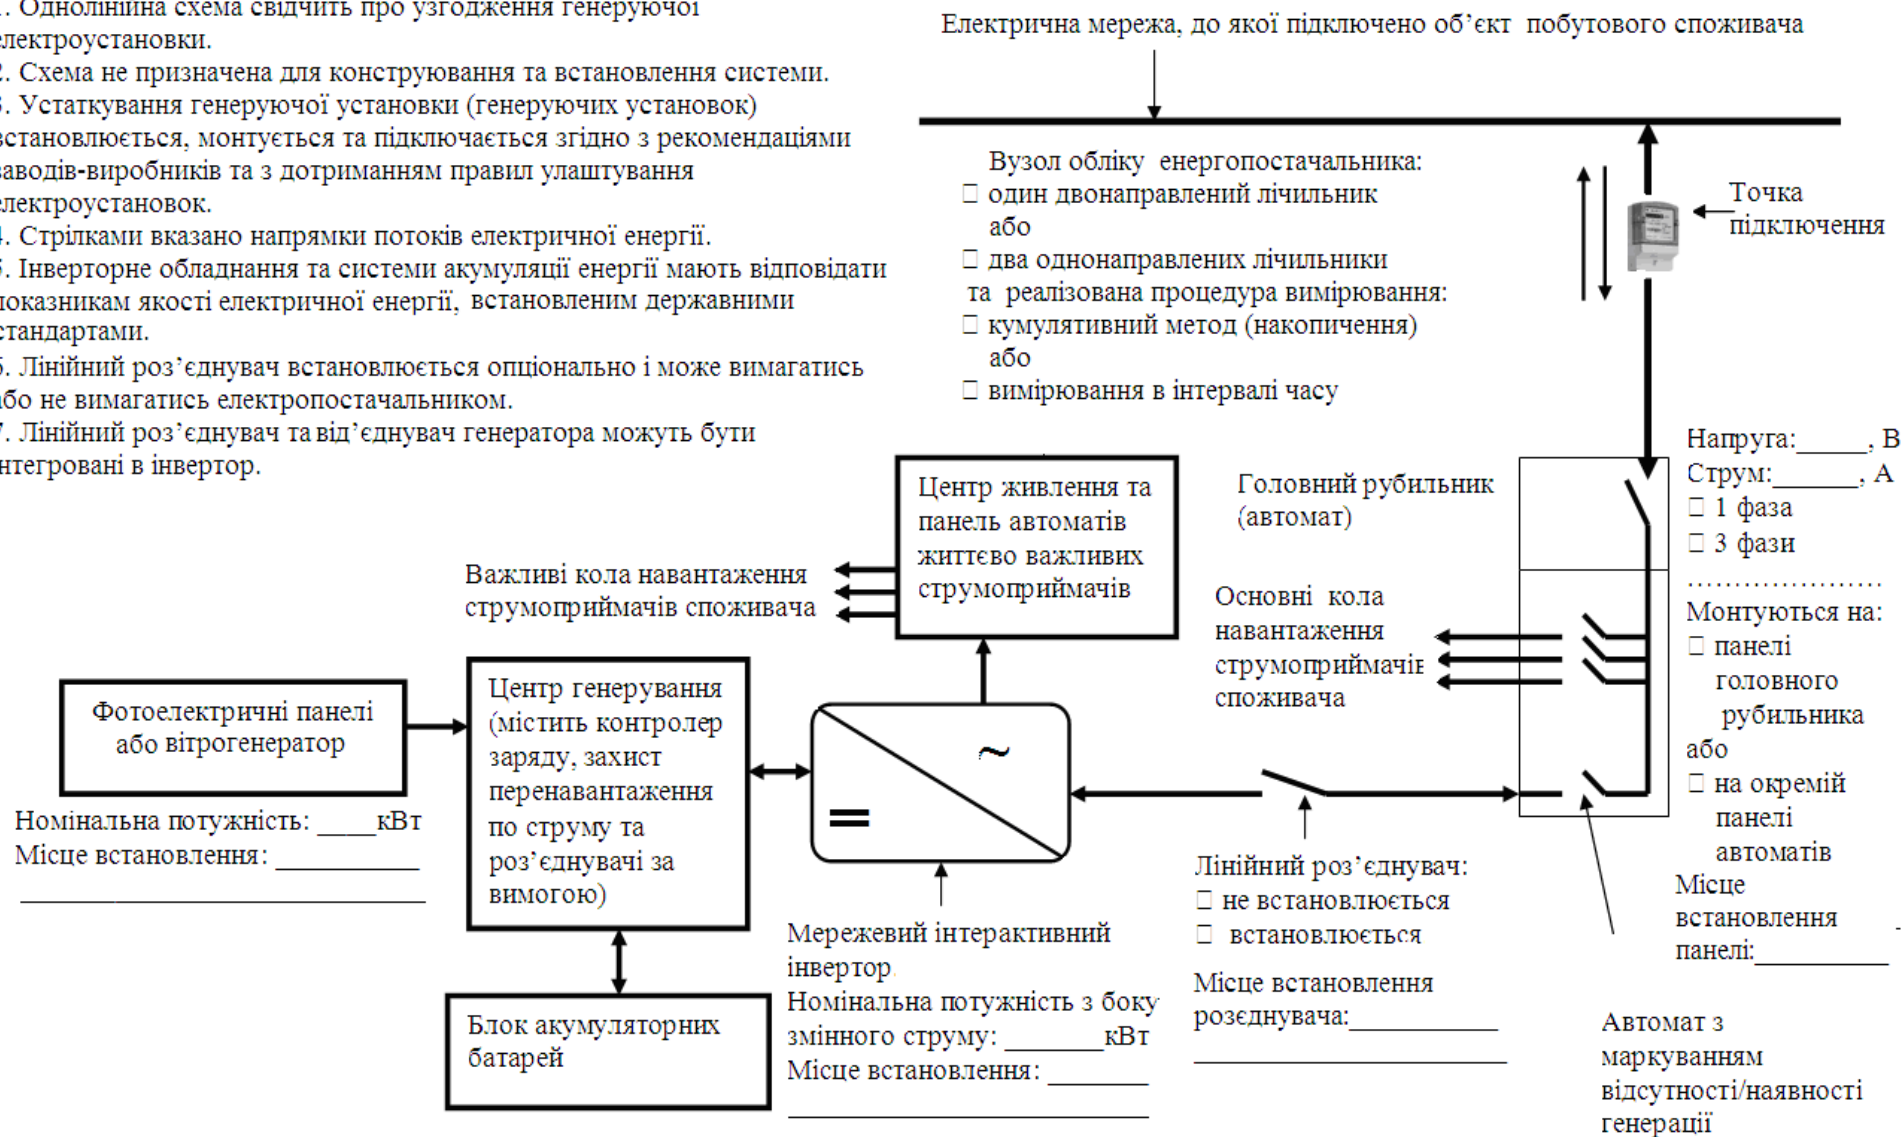 1. Однолінійна схема свідчить про узгодження генеруючої
електроустановки.
2. Схема не призначена для конструювання та встановлення системи.
3. Устаткування генеруючої установки (генеруючих установок)
встановлюється, монтується та підключається згідно з рекомендаціями
заводів-виробників та з дотриманням правил улаштування
електроустановок.
4. Стрілками вказано напрямки потоків електричної енергії.
5. Інверторне обладнання та системи акумуляції енергії мають відповідати
показникам якості електричної енергії, встановленим державними
стандартами.
6. Лінійний роз’єднувач встановлюється опціонально і може вимагатись
або не вимагатись електропостачальником.
7. Лінійний роз’єднувач та від’єднувач генератора можуть бути
інтегровані в інвертор.
Електрична мережа, до якої підключено об’єкт побутового споживача
Вузол обліку енергопостачальника:
□ один двонаправлений лічильник
або
□ два однонаправлених лічильники
та реалізована процедура вимірювання:
□ кумулятивний метод (накопичення)
або
□ вимірювання в інтервалі часу
Точка
підключення
Напруга:_____, В
Струм:______, А
□ 1 фаза
□ 3 фази
.....................
Монтуються на:
□ панелі
головного
рубильника
або
□ на окремій
панелі
автоматів
Місце
встановлення
панелі:_________
Головний рубильник
(автомат)
Основні кола
навантаження
струмоприймачів
споживача
Центр живлення та
панель автоматів
життєво важливих
струмоприймачів
Важливі кола навантаження
струмоприймачів споживача
Фотоелектричні панелі
або вітрогенератор
Номінальна потужність: ____кВт
Місце встановлення: __________
____________________________
Центр генерування
(містить контролер
заряду, захист
перенавантаження
по струму та
роз’єднувачі за
вимогою)
Блок акумуляторних
батарей
~
=
Мережевий інтерактивний
інвертор
Номінальна потужність з боку
змінного струму: _______кВт
Місце встановлення: _______
_________________________
Лінійний роз’єднувач:
□ не встановлюється
□ встановлюється
Місце встановлення
розєднувача:__________
_____________________
Автомат з
маркуванням
відсутності/наявності
генерації